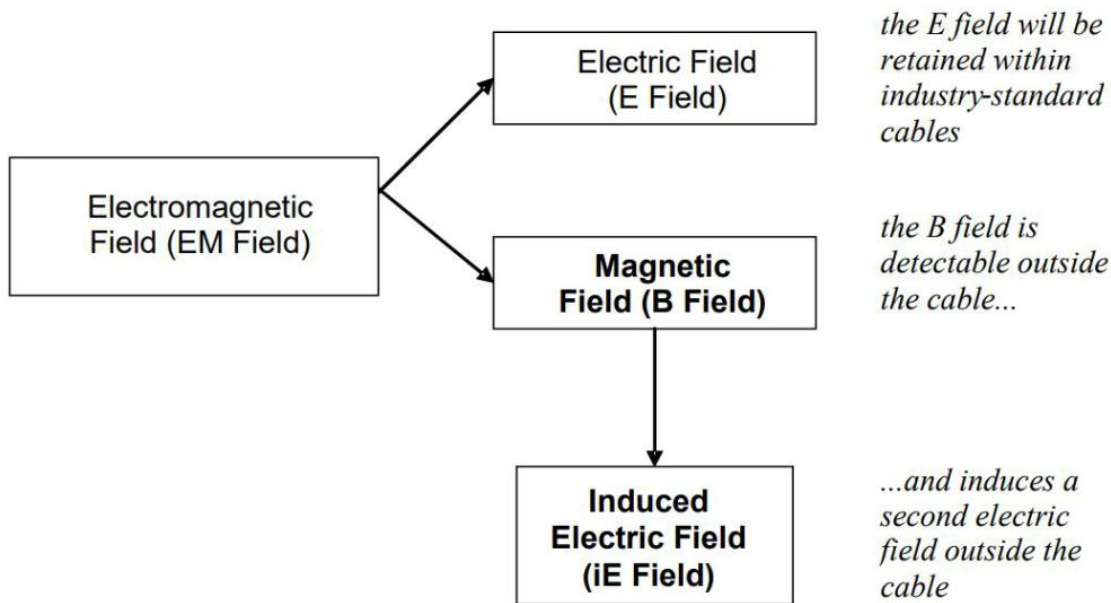 Electromagnetic
Field (EM Field)
Electric Field
(E Field)
the E field will be
retained within
industry-standard
cables
Magnetic
Field (B Field)
the B field is
detectable outside
the cable...
Induced
Electric Field
(iE Field)
...and induces a
second electric
field outside the
cable